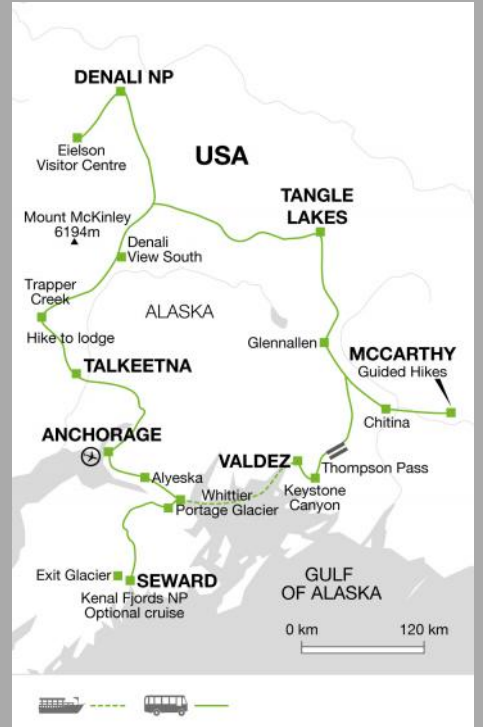 DENALI NP
Eielson
Visitor Centre
USA
TANGLE
LAKES
Mount McKinley
6194m
Denali
View South
Trapper
Creek
ALASKA
Hike to lodge
Glennallen
MCCARTHY
Guided Hikes
TALKEETNA
Chitina
ANCHORAGE
VALDEZ
Thompson Pass
Alyeska
Keystone
Canyon
Whittier
Portage Glacier
Exit Glacier
SEWARD
Kenal Fjords NP
Optional cruise
GULF
OF ALASKA
0 km
120 km